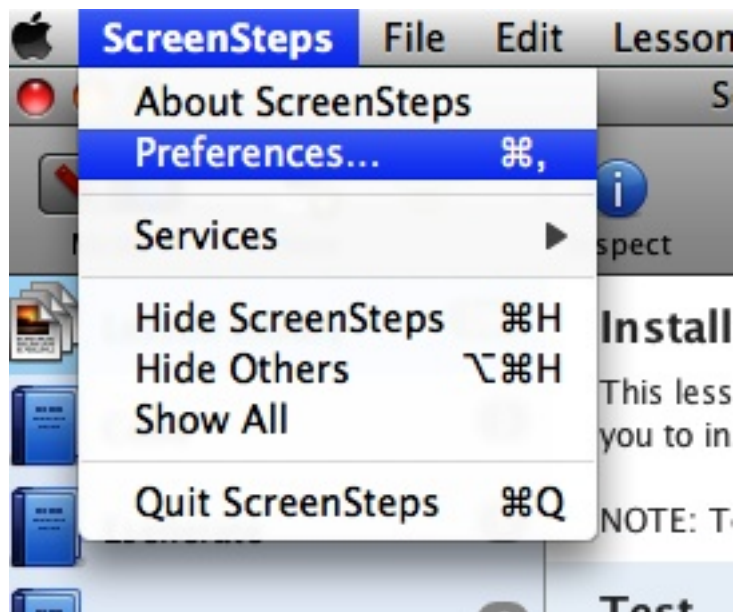 ScreenSteps File Edit Lesson
About ScreenSteps
Preferences... ⌘,
Services
Hide ScreenSteps ⌘H
Hide Others ⌥⌘H
Show All
Quit ScreenSteps ⌘Q
spect
Install
This less
you to in
NOTE: T
Test